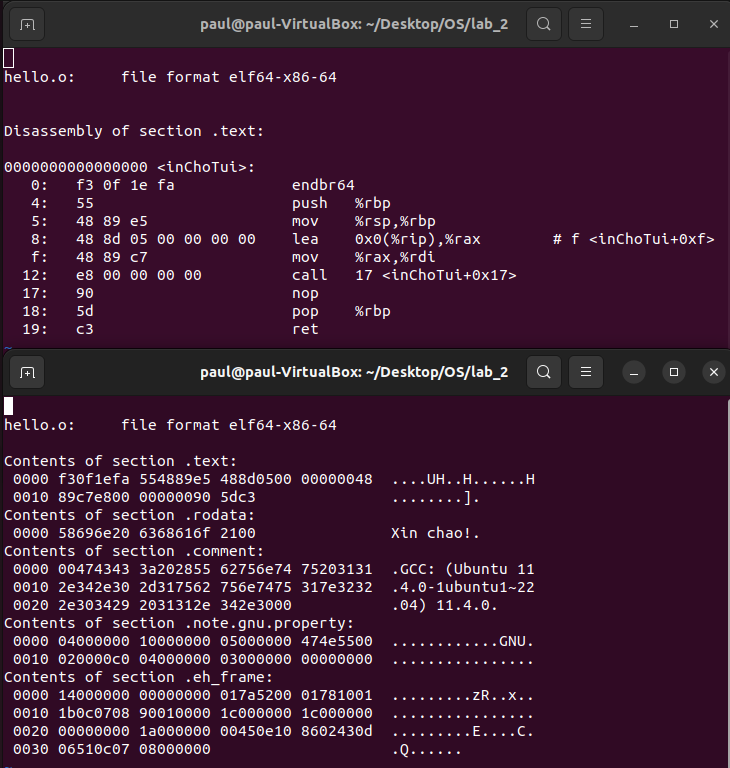 paul@paul-VirtualBox: ~/Desktop/OS/lab_2
hello.o:     file format elf64-x86-64
Disassembly of section .text:
0000000000000000 <inChoTui>:
   0:   f3 0f 1e fa             endbr64
   4:   55                      push   %rbp
   5:   48 89 e5                mov    %rsp,%rbp
   8:   48 8d 05 00 00 00 00    lea    0x0(%rip),%rax        # f <inChoTui+0xf>
   f:   48 89 c7                mov    %rax,%rdi
  12:   e8 00 00 00 00          call   17 <inChoTui+0x17>
  17:   90                      nop
  18:   5d                      pop    %rbp
  19:   c3                      ret
~
paul@paul-VirtualBox: ~/Desktop/OS/lab_2
hello.o:     file format elf64-x86-64
Contents of section .text:
 0000 f30f1efa 554889e5 488d0500 00000048  ....UH..H......H
 0010 89c7e800 00000090 5dc3               ........].
Contents of section .rodata:
 0000 58696e20 6368616f 2100               Xin chao!.
Contents of section .comment:
 0000 00474343 3a202855 62756e74 75203131  .GCC: (Ubuntu 11
 0010 2e342e30 2d317562 756e7475 317e3232  .4.0-1ubuntu1~22
 0020 2e303429 2031312e 342e3000           .04) 11.4.0.
Contents of section .note.gnu.property:
 0000 04000000 10000000 05000000 474e5500  ............GNU.
 0010 020000c0 04000000 03000000 00000000  ................
Contents of section .eh_frame:
 0000 14000000 00000000 017a5200 01781001  .........zR..x..
 0010 1b0c0708 90010000 1c000000 1c000000  ................
 0020 00000000 1a000000 00450e10 8602430d  .........E....C.
 0030 06510c07 08000000                    .Q......